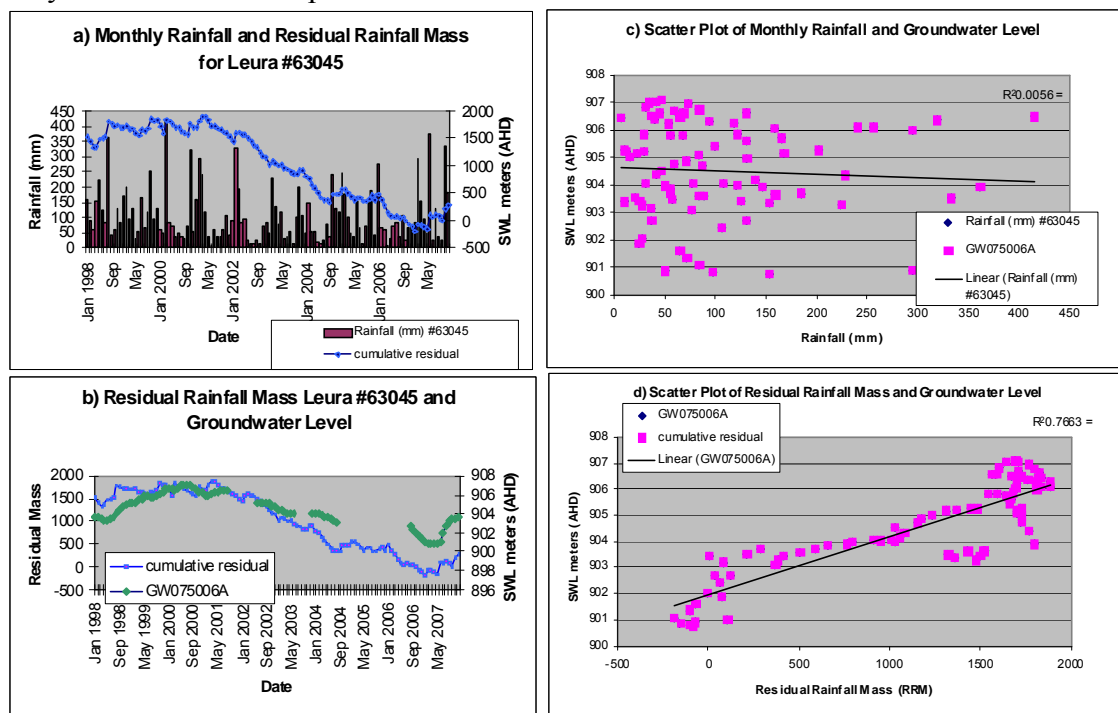 a) Monthly Rainfall and Residual Rainfall Mass
for Leura #63045
450
400
350
300
250
200
150
100
50
0
Rainfall (mm)
2000
1500
1000
500
0
-500
SWL meters (AHD)
Jan 1998
Sep
May
Jan 2000
Sep
May
Jan 2002
Sep
May
Jan 2004
Sep
May
Jan 2006
Sep
May
Date
Rainfall (mm) #63045
cumulative residual
c) Scatter Plot of Monthly Rainfall and Groundwater Level
R²0.0056 =
908
907
906
905
904
903
902
901
900
SWL meters (AHD)
0 50 100 150 200 250 300 350 400 450
Rainfall (mm)
Rainfall (mm) #63045
GW075006A
Linear (Rainfall (mm)
#63045)
b) Residual Rainfall Mass Leura #63045 and
Groundwater Level
2000
1500
1000
500
0
-500
Residual Mass
908
906
904
902
900
898
896
SWL meters (AHD)
cumulative residual
GW075006A
Jan 1998
Sep 1998
May 1999
Jan 2000
Sep 2000
May 2001
Jan 2002
Sep 2002
May 2003
Jan 2004
Sep 2004
May 2005
Jan 2006
Sep 2006
May 2007
Date
d) Scatter Plot of Residual Rainfall Mass and Groundwater Level
GW075006A
cumulative residual
Linear (GW075006A)
R²0.7663 =
908
907
906
905
904
903
902
901
900
SWL meters (AHD)
-500 0 500 1000 1500 2000
Residual Rainfall Mass (RRM)